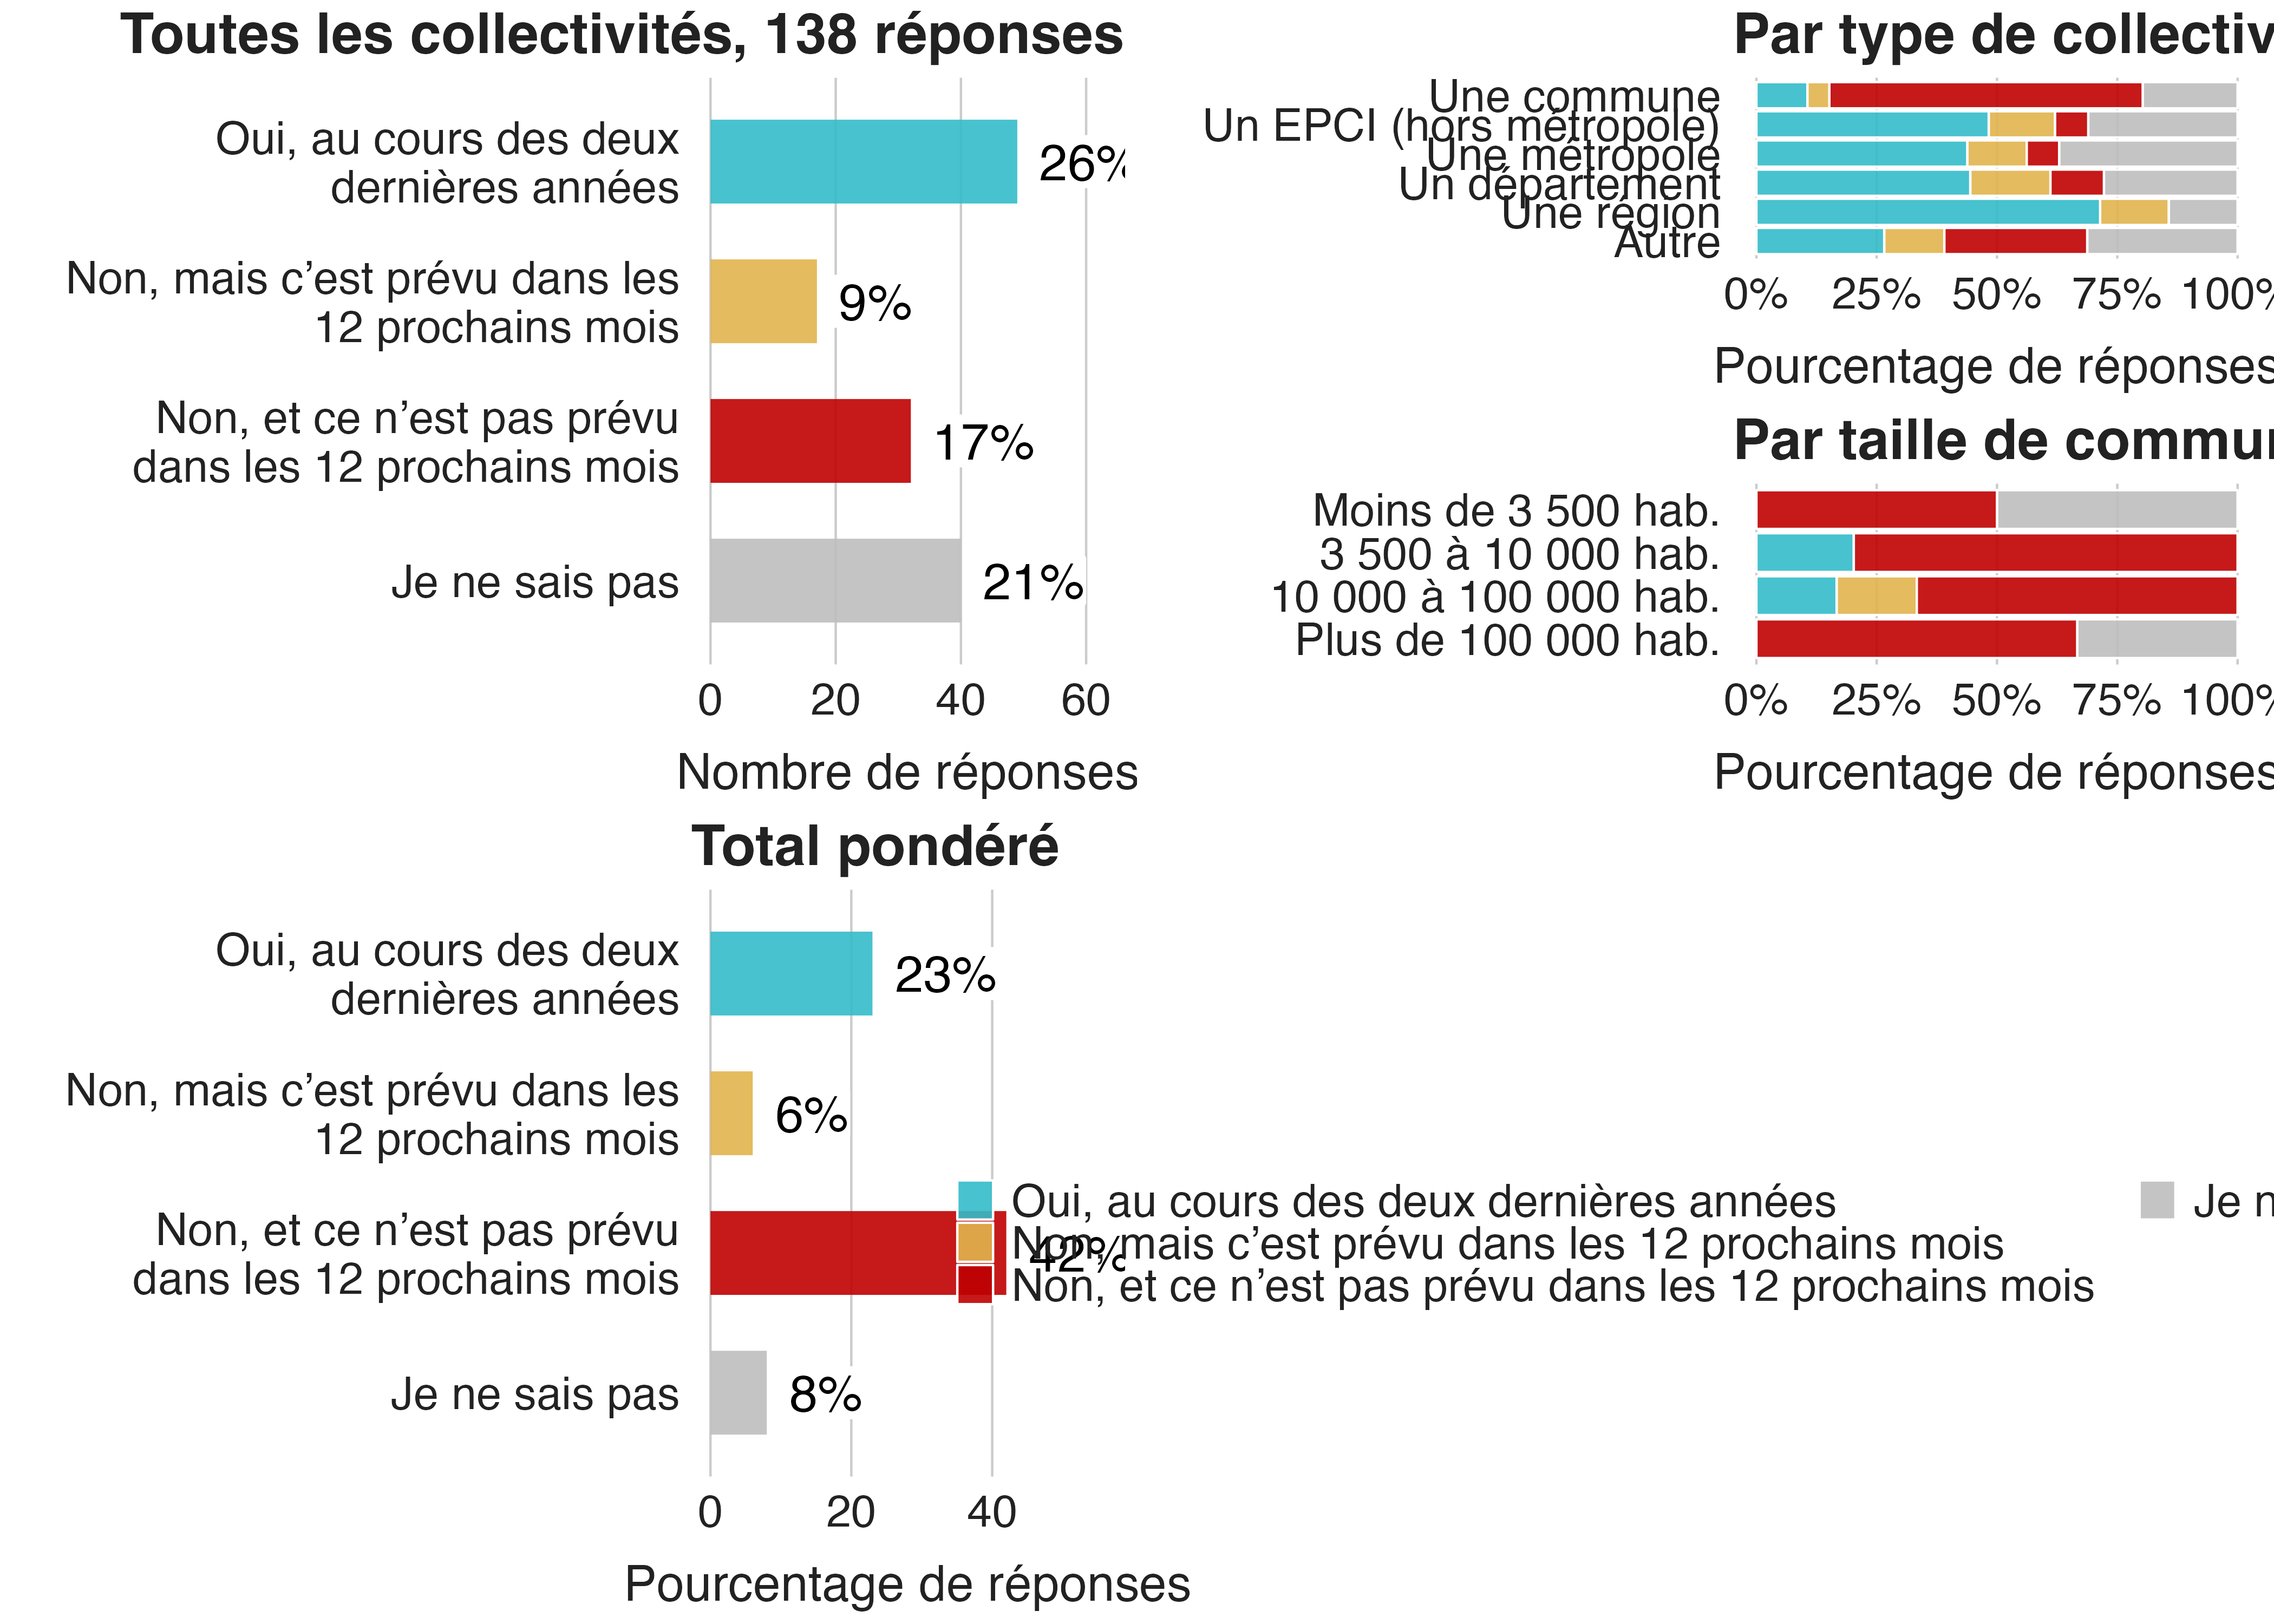 Toutes les collectivités, 138 réponses
Oui, au cours des deux
dernières années
26%
Non, mais c’est prévu dans les
12 prochains mois
9%
Non, et ce n’est pas prévu
dans les 12 prochains mois
17%
Je ne sais pas
21%
0 20 40 60
Nombre de réponses
Par type de collectiv
Une commune
Un EPCI (hors métropole)
Une métropole
Un département
Une région
Autre
0% 25% 50% 75% 100%
Pourcentage de réponses
Par taille de commun
Moins de 3 500 hab.
3 500 à 10 000 hab.
10 000 à 100 000 hab.
Plus de 100 000 hab.
0% 25% 50% 75% 100%
Pourcentage de réponses
Total pondéré
Oui, au cours des deux
dernières années
23%
Non, mais c’est prévu dans les
12 prochains mois
6%
Non, et ce n’est pas prévu
dans les 12 prochains mois
42%
Je ne sais pas
8%
0 20 40
Pourcentage de réponses
Oui, au cours des deux dernières années
Non, mais c’est prévu dans les 12 prochains mois
Non, et ce n’est pas prévu dans les 12 prochains mois
Je n